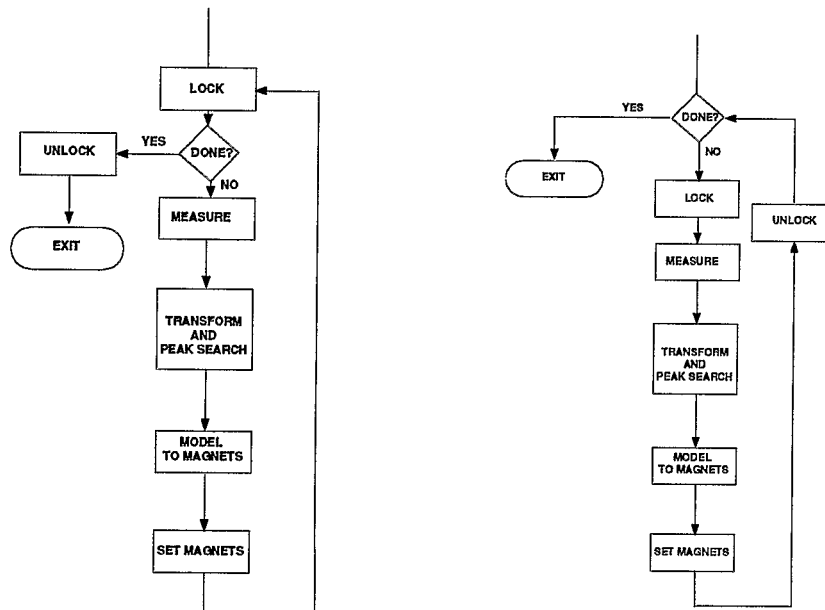 LOCK
YES
DONE?
UNLOCK
NO
MEASURE
EXIT
TRANSFORM
AND
PEAK SEARCH
MODEL
TO MAGNETS
SET MAGNETS
YES
DONE?
NO
EXIT
LOCK
UNLOCK
MEASURE
TRANSFORM
AND
PEAK SEARCH
MODEL
TO MAGNETS
SET MAGNETS